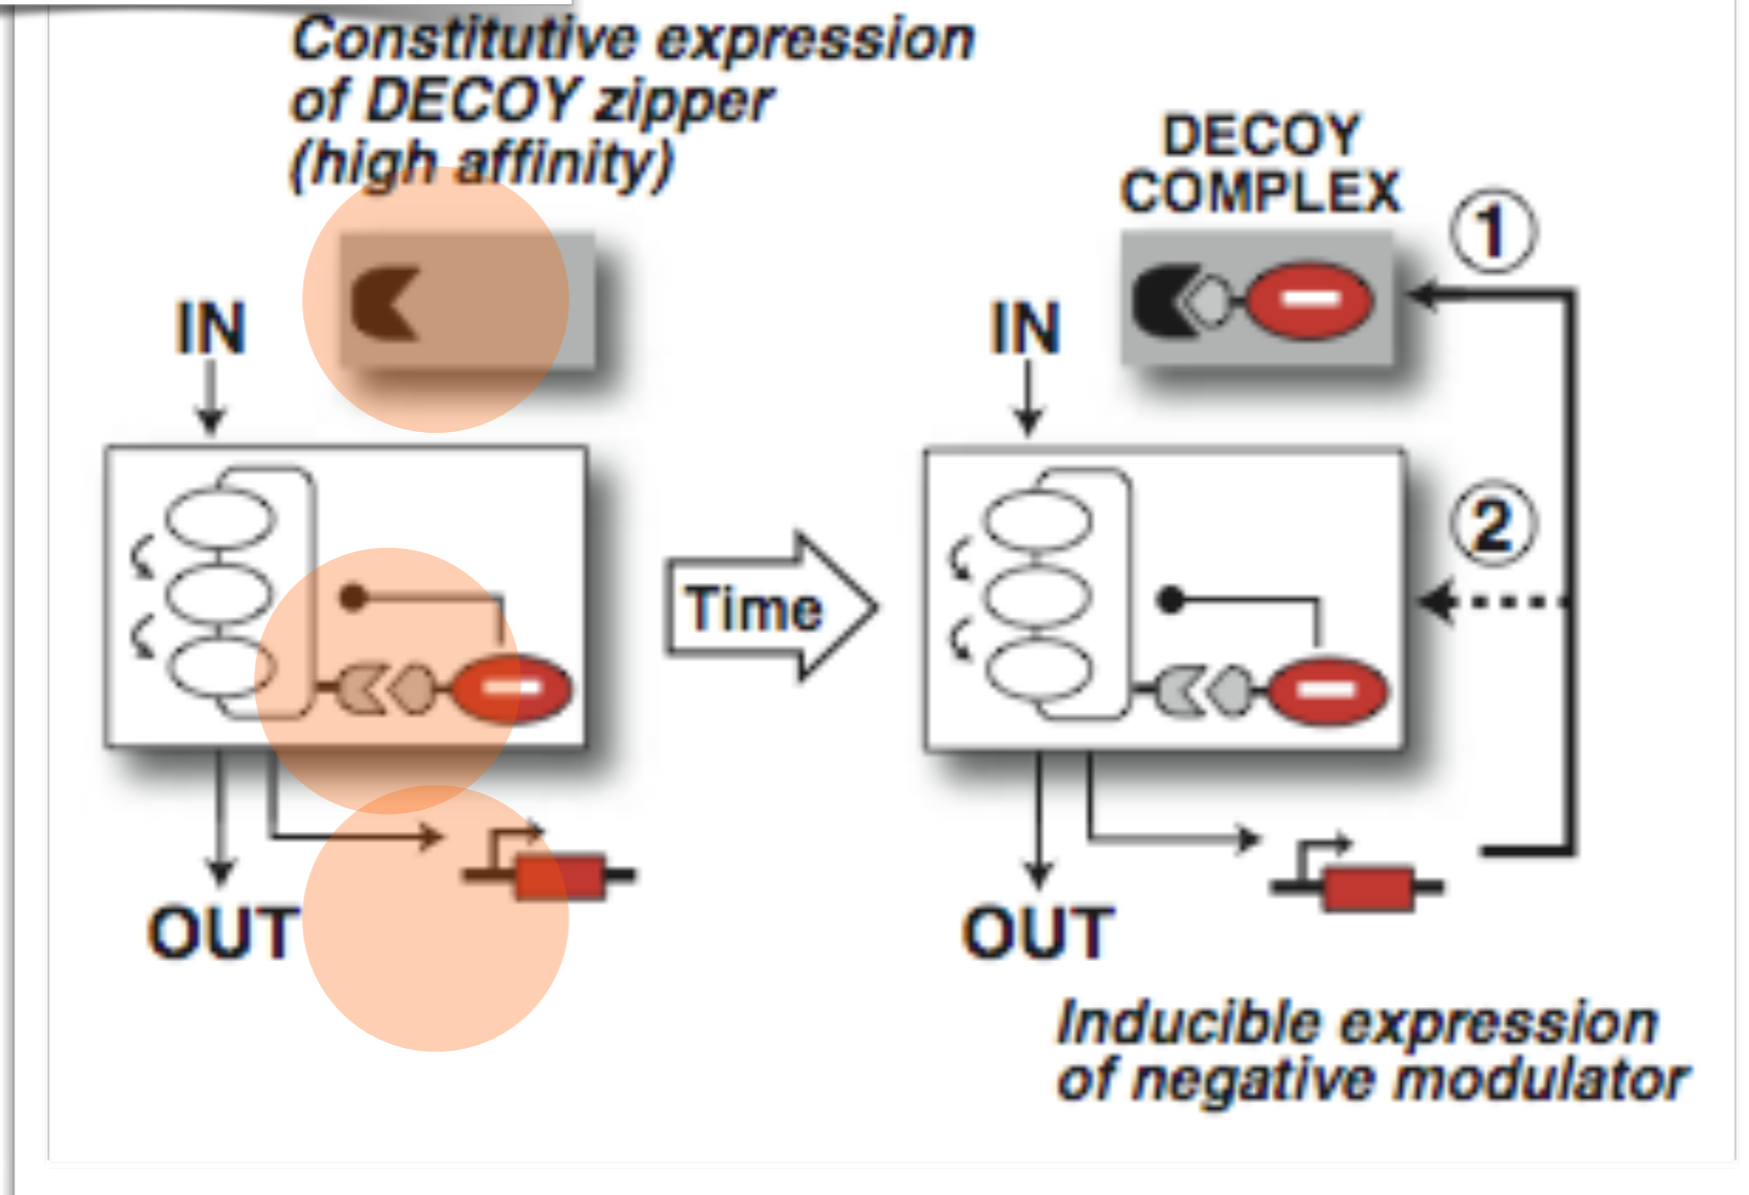 Constitutive expression
of DECOY zipper
(high affinity)
DECOY
COMPLEX
1
IN
IN
2
Time
OUT
OUT
Inducible expression
of negative modulator